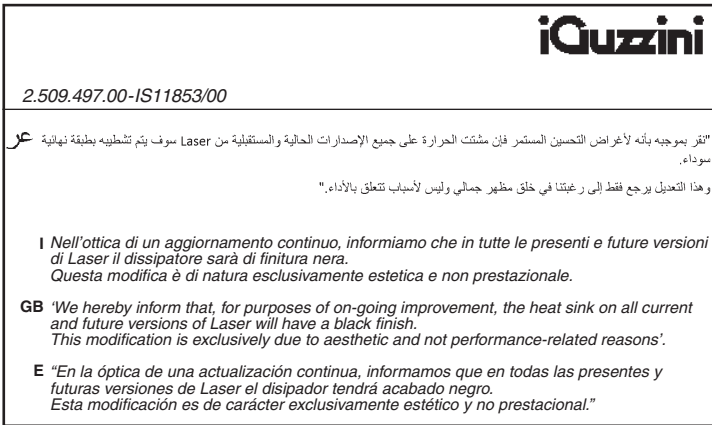 iGuzzini
2.509.497.00-IS11853/00
عر "نقر بموجبه بأنه لأغراض التحسين المستمر فإن مشتت الحرارة على جميع الإصدارات الحالية والمستقبلية من Laser سوف يتم تشطيبه بطبقة نهائية
سوداء.
وهذا التعديل يرجع فقط إلى رغبتنا في خلق مظهر جمالي وليس لأسباب تتعلق بالأداء."
I Nell'ottica di un aggiornamento continuo, informiamo che in tutte le presenti e future versioni
di Laser il dissipatore sarà di finitura nera.
Questa modifica è di natura esclusivamente estetica e non prestazionale.
GB ‘We hereby inform that, for purposes of on-going improvement, the heat sink on all current
and future versions of Laser will have a black finish.
This modification is exclusively due to aesthetic and not performance-related reasons’.
E “En la óptica de una actualización continua, informamos que en todas las presentes y
futuras versiones de Laser el disipador tendrá acabado negro.
Esta modificación es de carácter exclusivamente estético y no prestacional.”